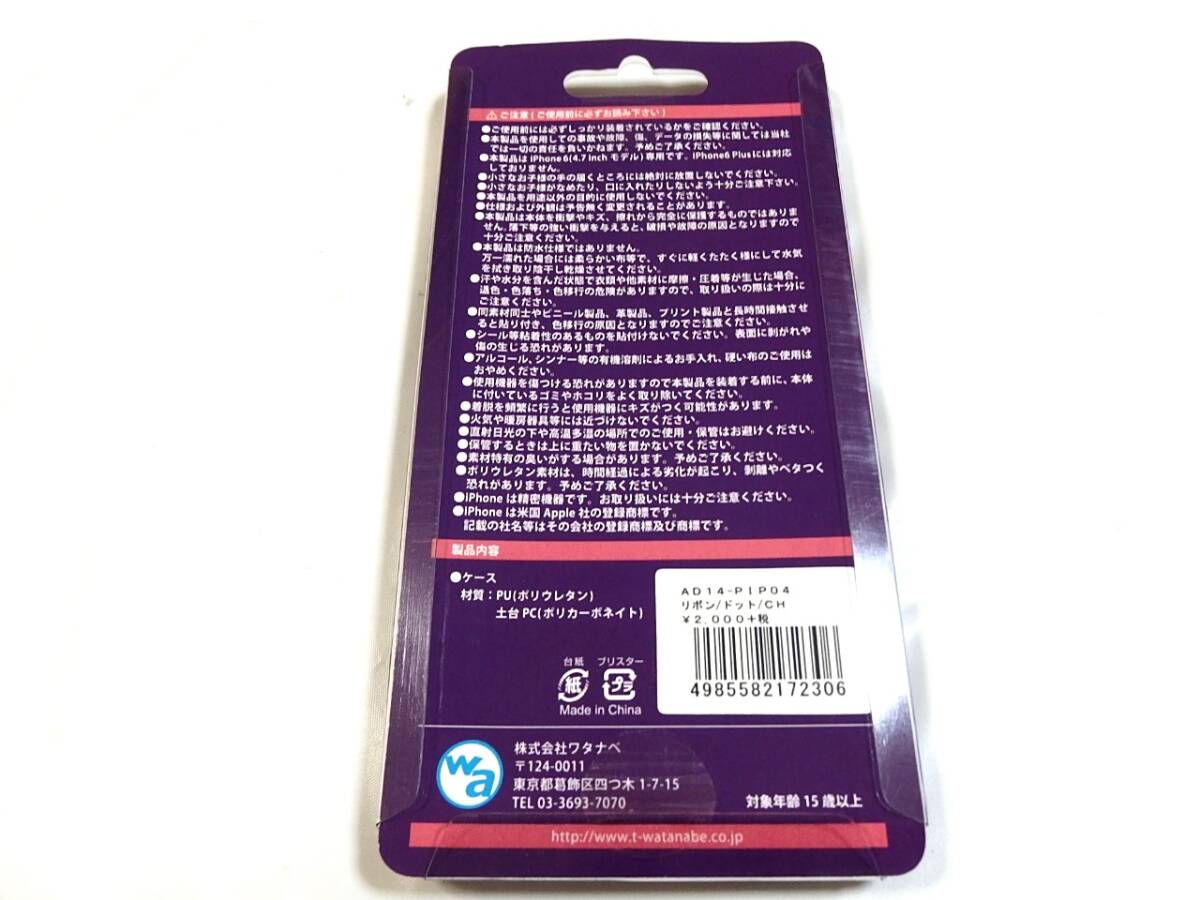 ⚠ご注意[ご使用前に必ずお読み下さい]
●ご使用前には必ずしっかり装着されているかをご確認ください。
●本製品を使用しての事故や故障、傷、データの損失等に関しては当社
では一切の責任を負いかねます。予めご了承ください。
●本製品は iPhone 6(4.7 inch モデル)専用です。iPhone6 Plusには対応
しておりません。
●小さなお子様の手の届くところには絶対に放置しないでください。
●小さなお子様がなめたり、口に入れたりしないよう十分ご注意下さい。
●本製品を用途以外の目的に使用しないでください。
●仕様および外観は予告無く変更されることがあります。
●本製品は本体を衝撃やキズ、擦れから完全に保護するものではありま
せん。落下等の強い衝撃を与えると、破損や故障の原因となりますので
十分ご注意ください。
●本製品は防水仕様ではありません。
万一濡れた場合には柔らかい布等で、すぐに軽くたたく様にして水気
を拭き取り陰干し乾燥させてください。
●汗や水分を含んだ状態で衣類や他素材に摩擦・圧着等が生じた場合、
退色・色落ち・色移行の危険がありますので、取り扱いの際は十分に
ご注意ください。
●同素材同士やビニール製品、革製品、プリント製品と長時間接触させ
ると貼り付き、色移行の原因となりますのでご注意ください。
●シール等粘着性のあるものを貼付けないでください。表面に剥がれや
傷の生じる恐れがあります。
●アルコール、シンナー等の有機溶剤によるお手入れ、硬い布のご使用は
おやめください。
●使用機器を傷つける恐れがありますので本製品を装着する前に、本体
に付いているゴミやホコリをよく取り除いてください。
●着脱を頻繁に行うと使用機器にキズがつく可能性があります。
●火気や暖房器具等には近づけないでください。
●直射日光の下や高温多湿の場所でのご使用・保管はお避けください。
●保管するときは上に重たい物を置かないでください。
●素材特有の臭いがする場合があります。予めご了承ください。
●ポリウレタン素材は、時間経過による劣化が起こり、剥離やベタつく
恐れがあります。予めご了承ください。
●iPhone は精密機器です。お取り扱いには十分ご注意ください。
●iPhone は米国 Apple 社の登録商標です。
記載の社名等はその会社の登録商標及び商標です。
製品内容
●ケース
材質：PU(ポリウレタン)
土台 PC(ポリカーボネイト)
AD14-PIP04
リボン/ドット/CH
¥2,000+税
4985582172306
台紙 ブリスター
紙 プラ
Made in China
wa
株式会社ワタナベ
〒124-0011
東京都葛飾区四つ木 1-7-15
TEL 03-3693-7070
対象年齢 15 歳以上
http://www.t-watanabe.co.jp